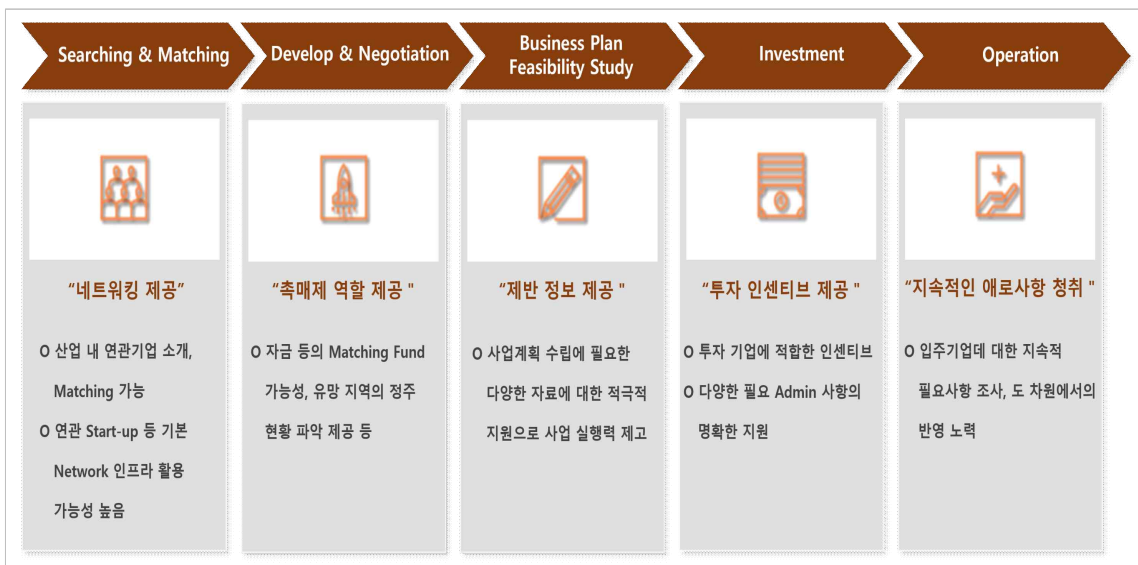 Searching & Matching
Develop & Negotiation
Business Plan
Feasibility Study
Investment
Operation
“네트워킹 제공”
O 산업 내 연관기업 소개,
Matching 가능
O 연관 Start-up 등 기본
Network 인프라 활용
가능성 높음
“촉매제 역할 제공 "
O 자금 등의 Matching Fund
가능성, 유망 지역의 정주
현황 파악 제공 등
“제반 정보 제공 "
O 사업계획 수립에 필요한
다양한 자료에 대한 적극적
지원으로 사업 실행력 제고
“투자 인센티브 제공 "
O 투자 기업에 적합한 인센티브
O 다양한 필요 Admin 사항의
명확한 지원
“지속적인 애로사항 청취 "
O 입주기업데 대한 지속적
필요사항 조사, 도 차원에서의
반영 노력